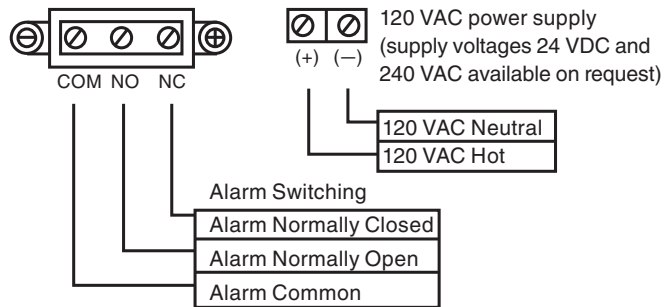 COM NO NC
(+) (—)
120 VAC power supply
(supply voltages 24 VDC and
240 VAC available on request)
120 VAC Neutral
120 VAC Hot
Alarm Switching
Alarm Normally Closed
Alarm Normally Open
Alarm Common